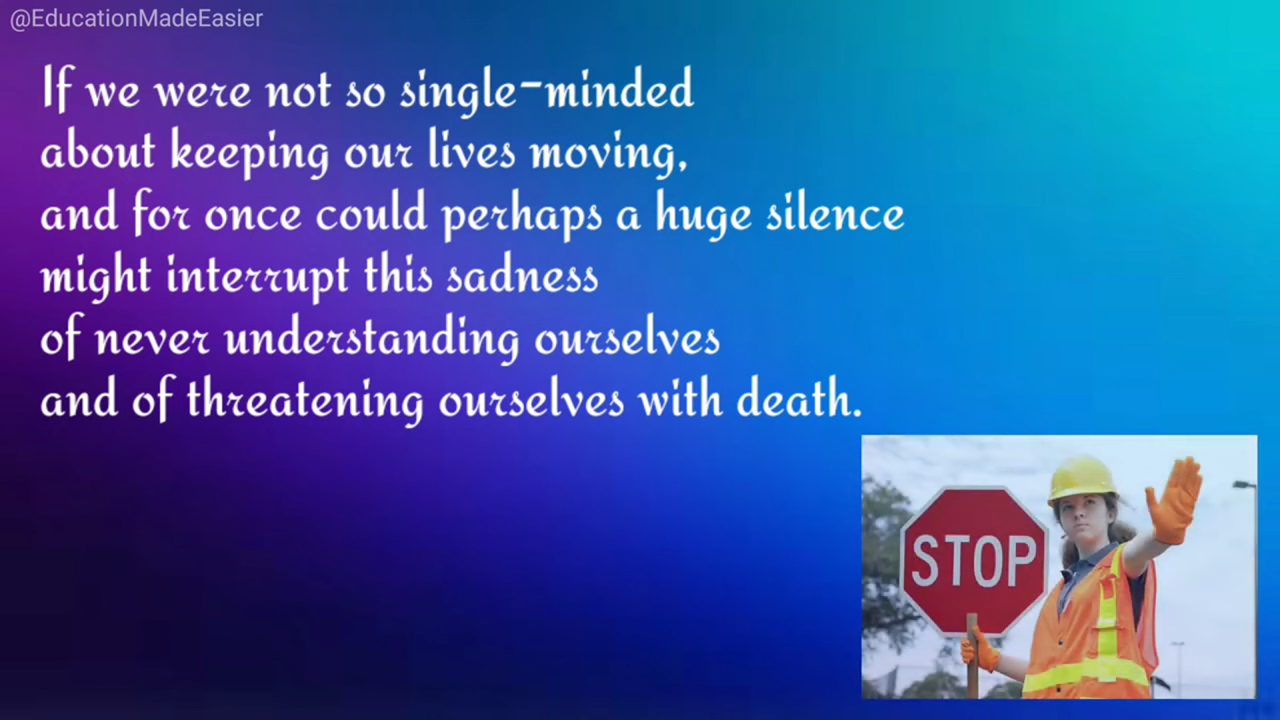 @EducationMadeEasier
If we were not so single-minded
about keeping our lives moving,
and for once could perhaps a huge silence
might interrupt this sadness
of never understanding ourselves
and of threatening ourselves with death.
STOP